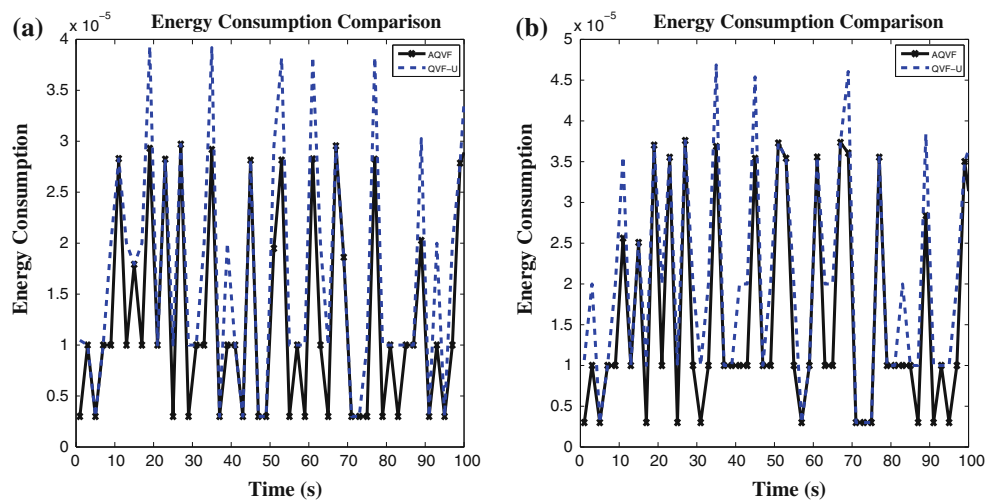 (a)
Energy Consumption Comparison
x 10⁻⁵
4
3.5
3
2.5
2
1.5
1
0.5
0
Energy Consumption
AQVF
QVF-U
0 10 20 30 40 50 60 70 80 90 100
Time (s)
(b)
Energy Consumption Comparison
x 10⁻⁵
5
4.5
4
3.5
3
2.5
2
1.5
1
0.5
0
Energy Consumption
AQVF
QVF-U
0 10 20 30 40 50 60 70 80 90 100
Time (s)